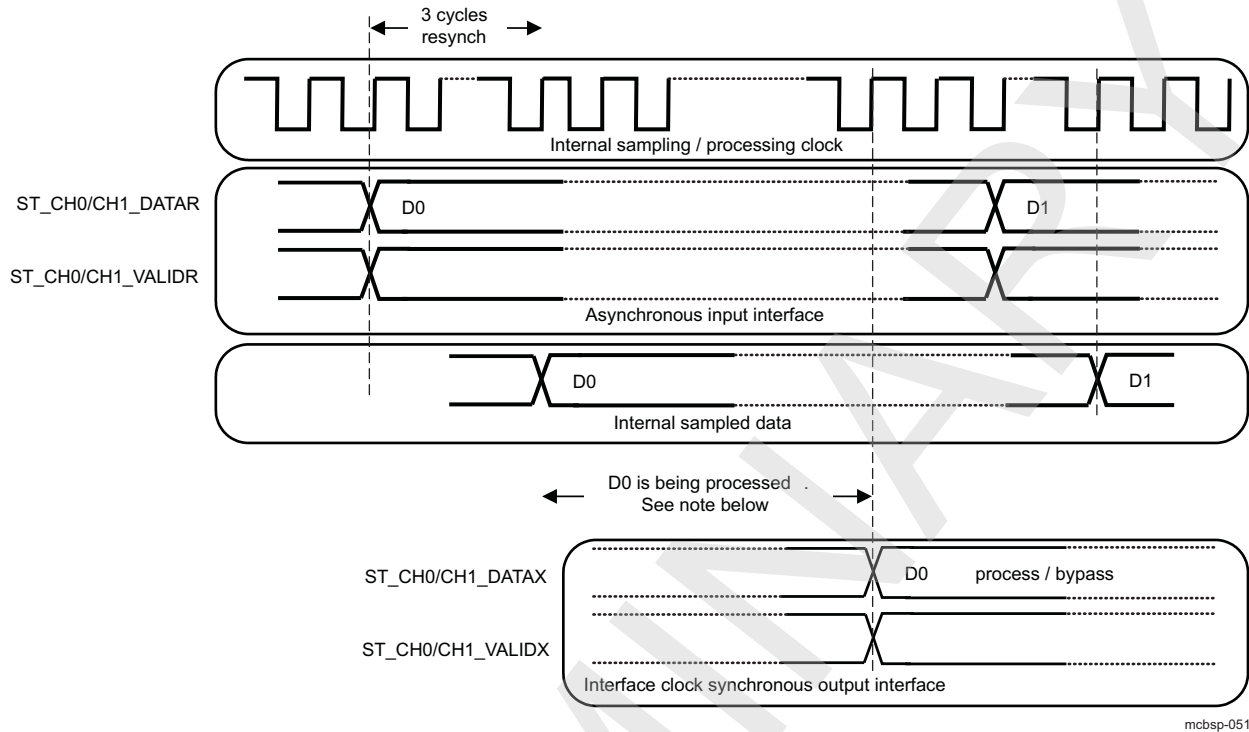 3 cycles
resynch
Internal sampling / processing clock
ST_CH0/CH1_DATAR
D0
D1
ST_CH0/CH1_VALIDR
Asynchronous input interface
D0
D1
Internal sampled data
D0 is being processed .
See note below
ST_CH0/CH1_DATAX
D0 process / bypass
ST_CH0/CH1_VALIDX
Interface clock synchronous output interface
mcbsp-051
MINARY